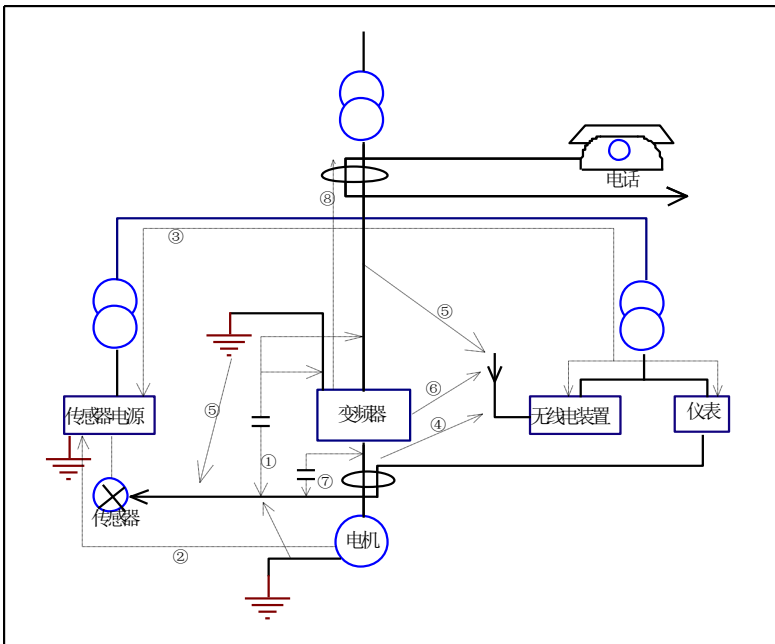 电话
⑧
③
⑤
⑥
传感器电源
⑤
变频器
④
无线电装置
仪表
①
⑦
传感器
电机
②